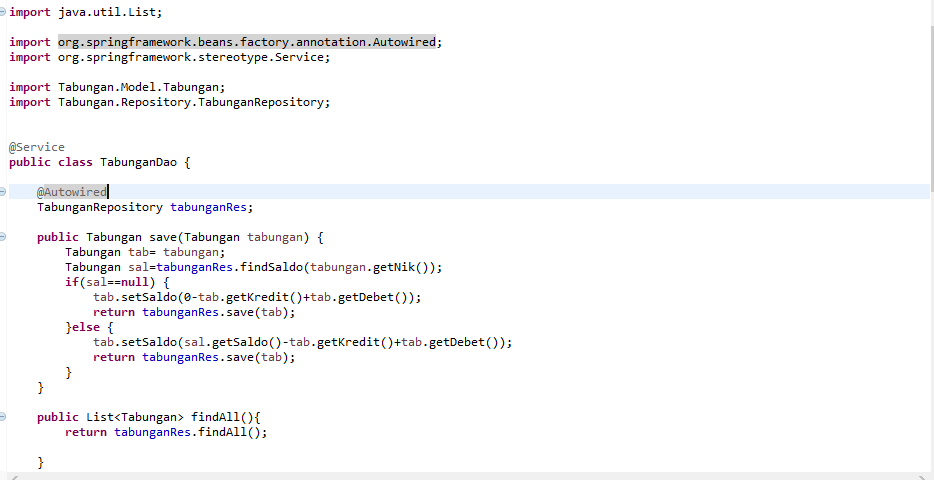 import java.util.List;
import org.springframework.beans.factory.annotation.Autowired;
import org.springframework.stereotype.Service;
import Tabungan.Model.Tabungan;
import Tabungan.Repository.TabunganRepository;
@Service
public class TabunganDao {
@Autowired
TabunganRepository tabunganRes;
public Tabungan save(Tabungan tabungan) {
Tabungan tab= tabungan;
Tabungan sal=tabunganRes.findSaldo(tabungan.getNik());
if(sal==null) {
tab.setSaldo(0-tab.getKredit()+tab.getDebet());
return tabunganRes.save(tab);
}else {
tab.setSaldo(sal.getSaldo()-tab.getKredit()+tab.getDebet());
return tabunganRes.save(tab);
}
}
public List<Tabungan> findAll(){
return tabunganRes.findAll();
}